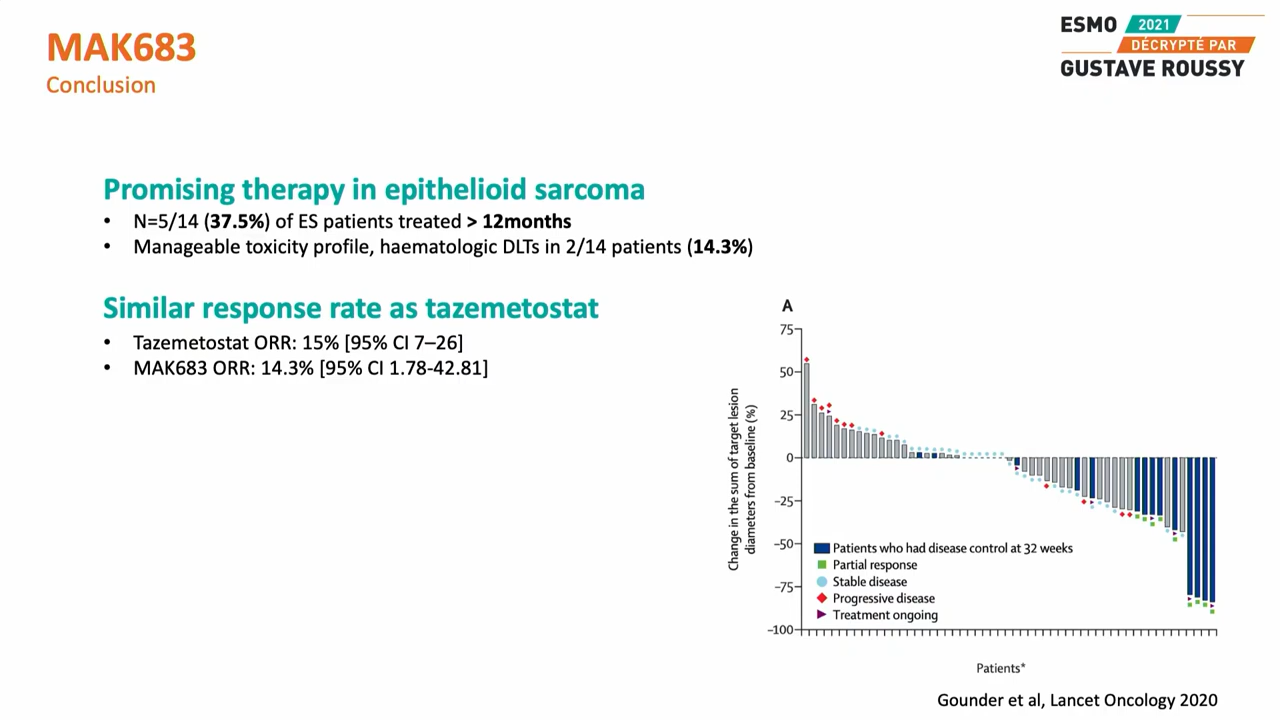 MAK683
Conclusion
ESMO 2021
DÉCRYPTÉ PAR
GUSTAVE ROUSSY
Promising therapy in epithelioid sarcoma
• N=5/14 (37.5%) of ES patients treated > 12months
• Manageable toxicity profile, haematologic DLTs in 2/14 patients (14.3%)
Similar response rate as tazemetostat
• Tazemetostat ORR: 15% [95% CI 7–26]
• MAK683 ORR: 14.3% [95% CI 1.78-42.81]
A
Change in the sum of target lesion
diameters from baseline (%)
75
50
25
0
−25
−50
−75
−100
Patients who had disease control at 32 weeks
Partial response
Stable disease
Progressive disease
Treatment ongoing
Patients*
Gounder et al, Lancet Oncology 2020